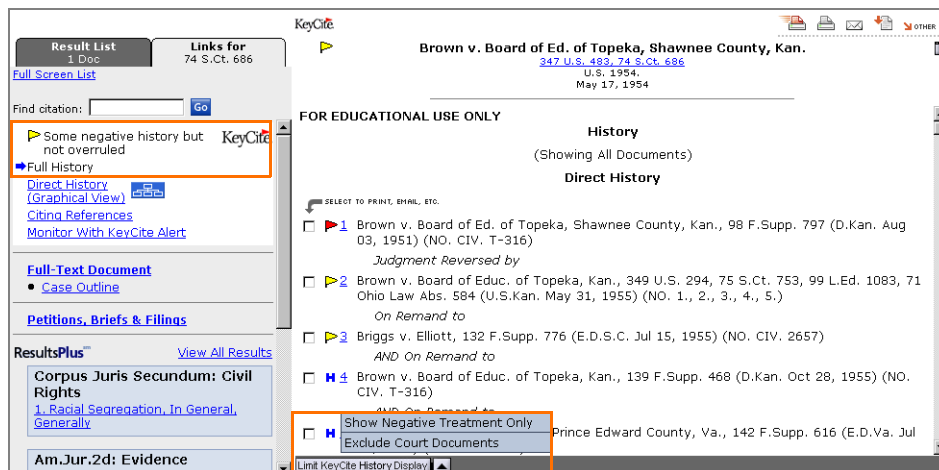 KeyCite
OTHER
Result List
1 Doc
Links for
74 S.Ct. 686
Full Screen List
Find citation:
Go
Some negative history but
not overruled
KeyCite
Full History
Direct History
(Graphical View)
Citing References
Monitor With KeyCite Alert
Full-Text Document
• Case Outline
Petitions, Briefs & Filings
ResultsPlus™
View All Results
Corpus Juris Secundum: Civil
Rights
1. Racial Segregation, In General,
Generally
Am.Jur.2d: Evidence
Brown v. Board of Ed. of Topeka, Shawnee County, Kan.
347 U.S. 483, 74 S.Ct. 686
U.S. 1954.
May 17, 1954
FOR EDUCATIONAL USE ONLY
History
(Showing All Documents)
Direct History
SELECT TO PRINT, EMAIL, ETC.
1 Brown v. Board of Ed. of Topeka, Shawnee County, Kan., 98 F.Supp. 797 (D.Kan. Aug
03, 1951) (NO. CIV. T-316)
Judgment Reversed by
2 Brown v. Board of Educ. of Topeka, Kan., 349 U.S. 294, 75 S.Ct. 753, 99 L.Ed. 1083, 71
Ohio Law Abs. 584 (U.S.Kan. May 31, 1955) (NO. 1., 2., 3., 4., 5.)
On Remand to
3 Briggs v. Elliott, 132 F.Supp. 776 (E.D.S.C. Jul 15, 1955) (NO. CIV. 2657)
AND On Remand to
H 4 Brown v. Board of Educ. of Topeka, Kan., 139 F.Supp. 468 (D.Kan. Oct 28, 1955) (NO.
CIV. T-316)
AND On Remand to
H Prince Edward County, Va., 142 F.Supp. 616 (E.D.Va. Jul
Show Negative Treatment Only
Exclude Court Documents
Limit KeyCite History Display